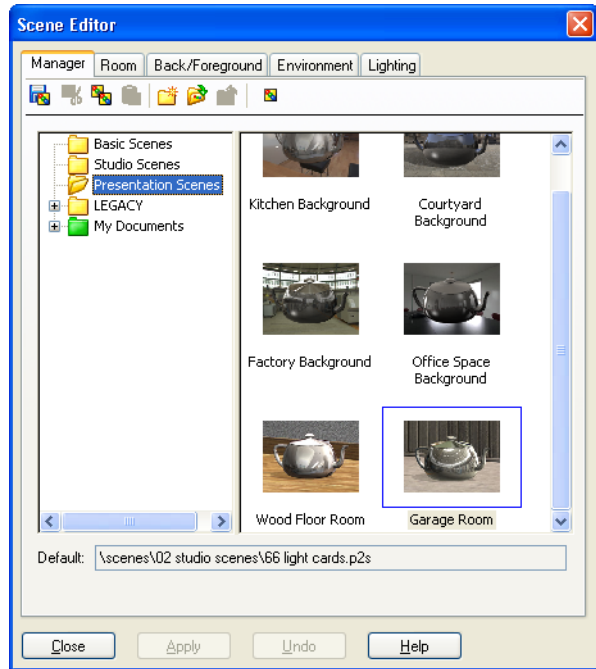 Scene Editor
Manager Room Back/Foreground Environment Lighting
Basic Scenes
Studio Scenes
Presentation Scenes
LEGACY
My Documents
Kitchen Background
Courtyard
Background
Factory Background
Office Space
Background
Wood Floor Room
Garage Room
Default: \scenes\02 studio scenes\66 light cards.p2s
Close Apply Undo Help